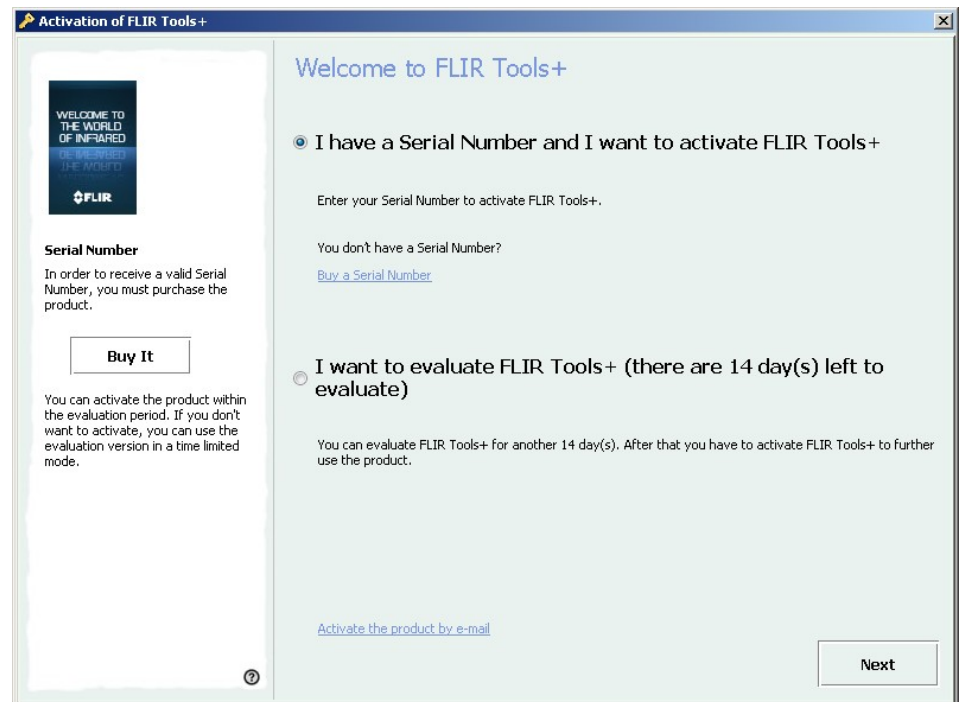 Activation of FLIR Tools+
WELCOME TO
THE WORLD
OF INFRARED
FLIR
Serial Number
In order to receive a valid Serial
Number, you must purchase the
product.
Buy It
You can activate the product within
the evaluation period. If you don't
want to activate, you can use the
evaluation version in a time limited
mode.
Welcome to FLIR Tools+
I have a Serial Number and I want to activate FLIR Tools+
Enter your Serial Number to activate FLIR Tools+.
You don't have a Serial Number?
Buy a Serial Number
I want to evaluate FLIR Tools+ (there are 14 day(s) left to
evaluate)
You can evaluate FLIR Tools+ for another 14 day(s). After that you have to activate FLIR Tools+ to further
use the product.
Activate the product by e-mail
Next